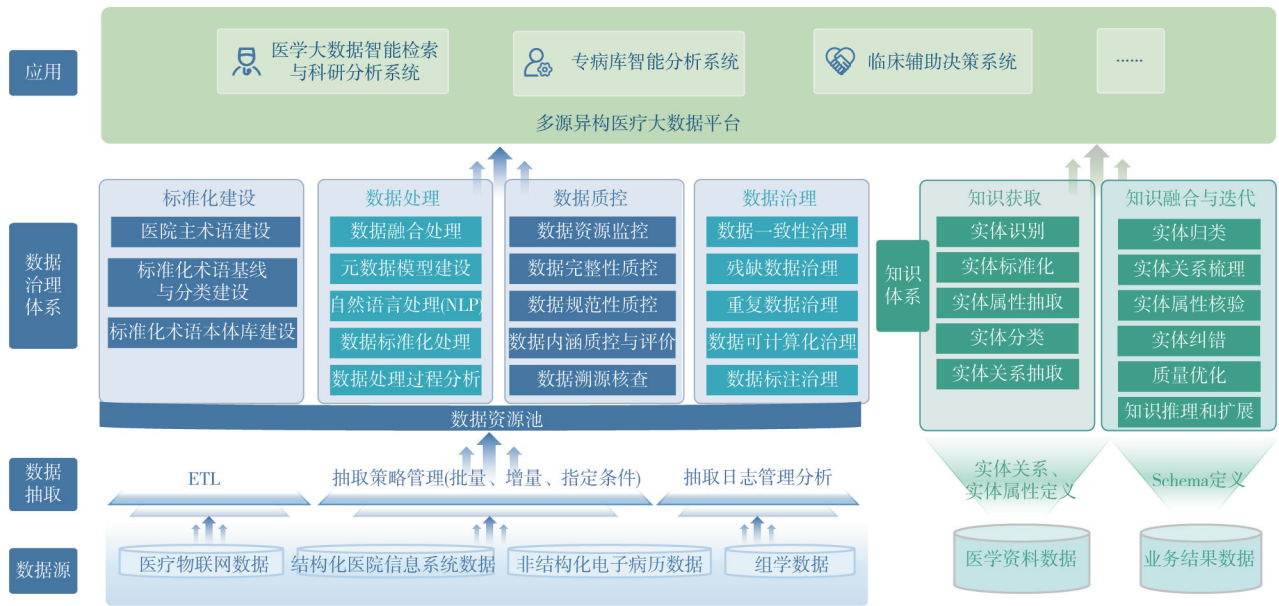 应用
医学大数据智能检索
与科研分析系统
专病库智能分析系统
临床辅助决策系统
······
多源异构医疗大数据平台
数据
治理
体系
标准化建设
医院主术语建设
标准化术语基线
与分类建设
标准化术语本体库建设
数据处理
数据融合处理
元数据模型建设
自然语言处理(NLP)
数据标准化处理
数据处理过程分析
数据质控
数据资源监控
数据完整性质控
数据规范性质控
数据内涵质控与评价
数据溯源核查
数据治理
数据一致性治理
残缺数据治理
重复数据治理
数据可计算化治理
数据标注治理
数据资源池
知识
体系
知识获取
实体识别
实体标准化
实体属性抽取
实体分类
实体关系抽取
知识融合与迭代
实体归类
实体关系梳理
实体属性核验
实体纠错
质量优化
知识推理和扩展
数据
抽取
ETL
抽取策略管理(批量、增量、指定条件)
抽取日志管理分析
实体关系、
实体属性定义
Schema定义
数据源
医疗物联网数据
结构化医院信息系统数据
非结构化电子病历数据
组学数据
医学资料数据
业务结果数据